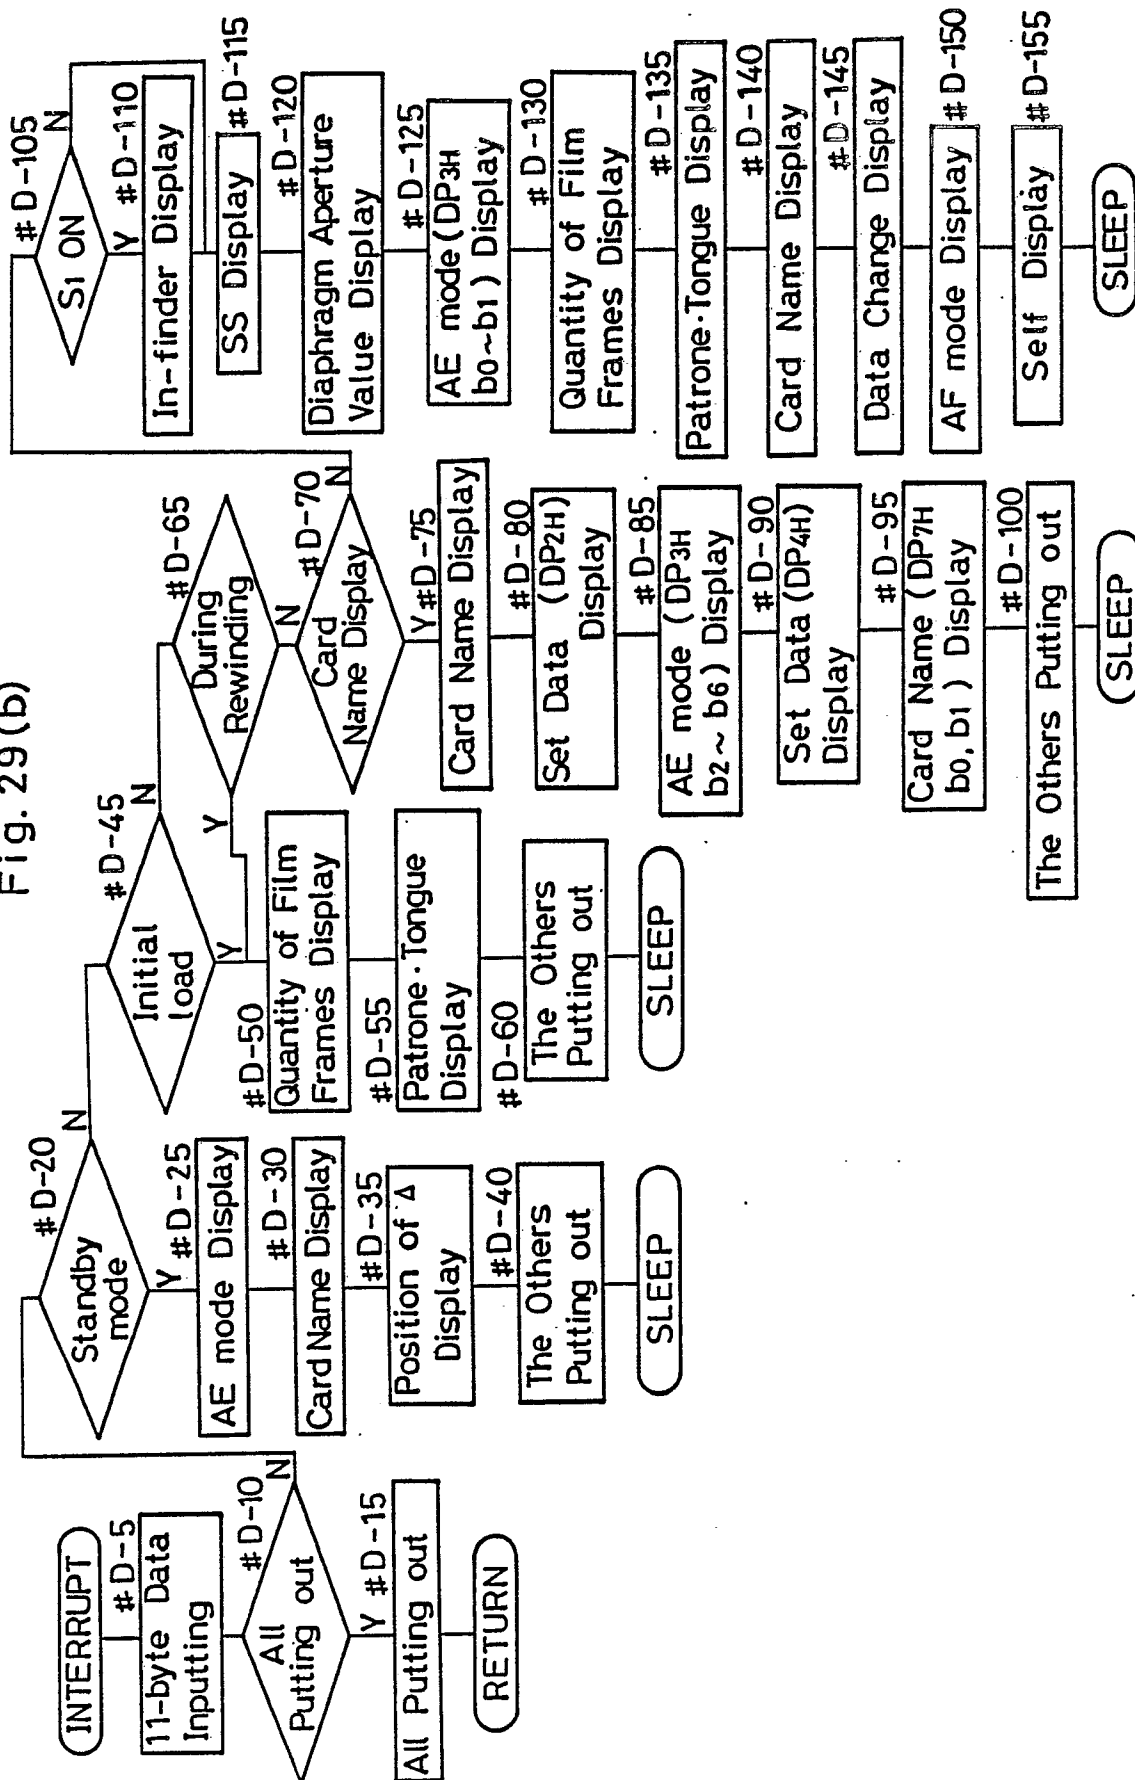 Fig. 29(b)
INTERRUPT
#D-5
11-byte Data
Inputting
#D-10
All
Putting out
N
Y
#D-15
All Putting out
RETURN
#D-20
Standby
mode
N
Y
#D-25
AE mode Display
#D-30
Card Name Display
#D-35
Position of Δ
Display
#D-40
The Others
Putting out
SLEEP
#D-45
Initial
load
N
Y
#D-50
Quantity of Film
Frames Display
#D-55
Patrone·Tongue
Display
#D-60
The Others
Putting out
SLEEP
#D-65
During
Rewinding
Y
N
#D-70
Card
Name Display
N
Y
#D-75
Card Name Display
#D-80
Set Data (DP2H)
Display
#D-85
AE mode (DP3H
b2~b6) Display
#D-90
Set Data (DP4H)
Display
#D-95
Card Name (DP7H
b0, b1) Display
#D-100
The Others Putting out
SLEEP
#D-105
S1 ON
N
Y
#D-110
In-finder Display
#D-115
SS Display
#D-120
Diaphragm Aperture
Value Display
#D-125
AE mode (DP3H
b0~b1) Display
#D-130
Quantity of Film
Frames Display
#D-135
Patrone·Tongue Display
#D-140
Card Name Display
#D-145
Data Change Display
#D-150
AF mode Display
#D-155
Self Display
SLEEP